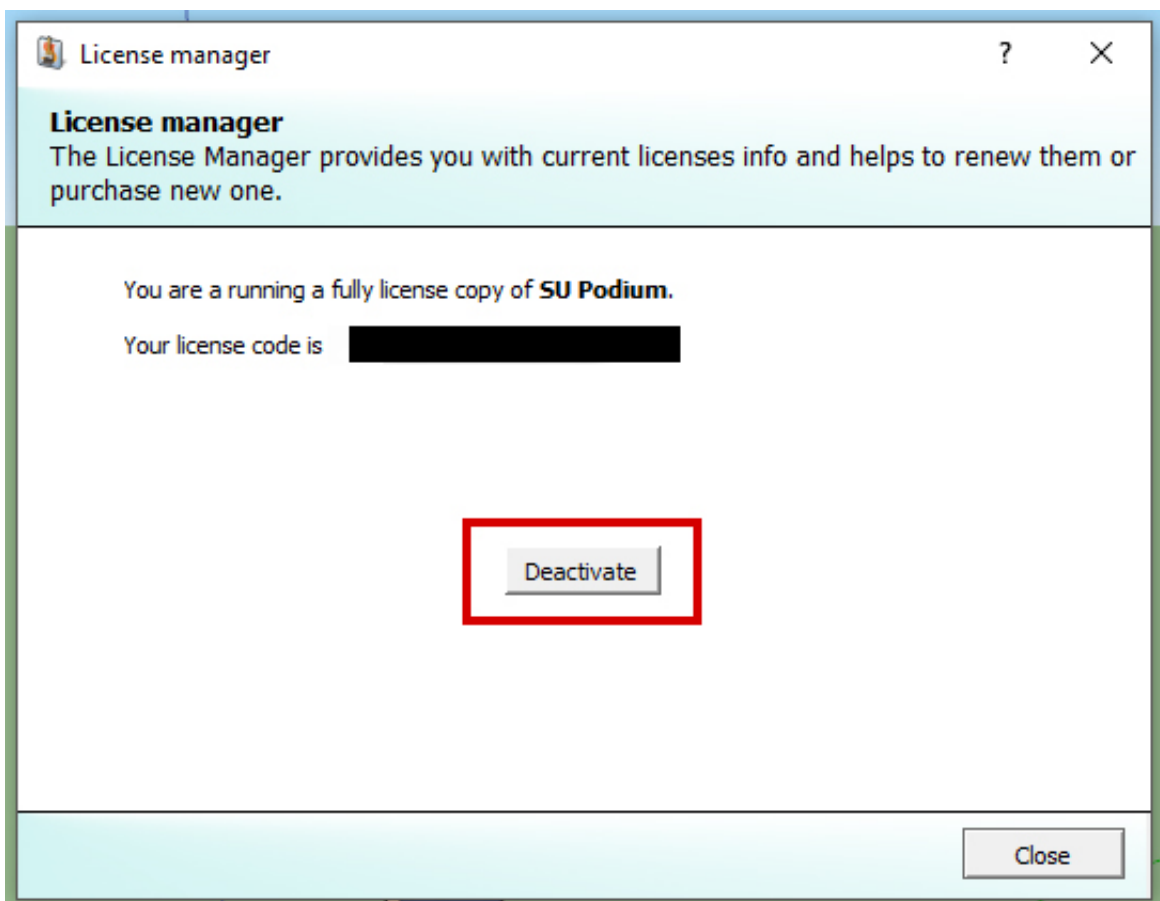 License manager
License manager
The License Manager provides you with current licenses info and helps to renew them or
purchase new one.
You are a running a fully license copy of SU Podium.
Your license code is
Deactivate
Close